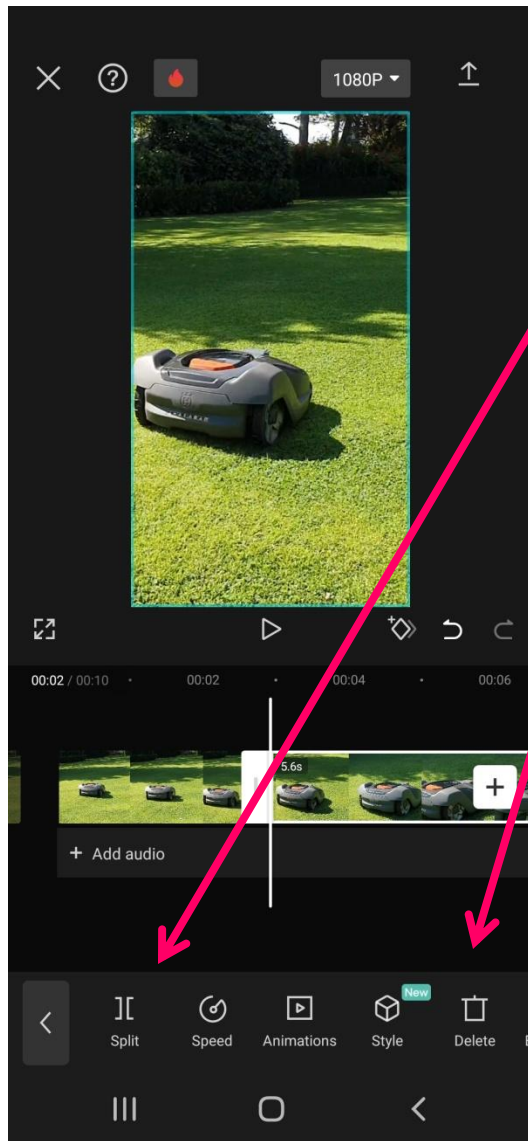 1080P
00:02 / 00:10
00:02
00:04
00:06
5.6s
+ Add audio
New
Split
Speed
Animations
Style
Delete